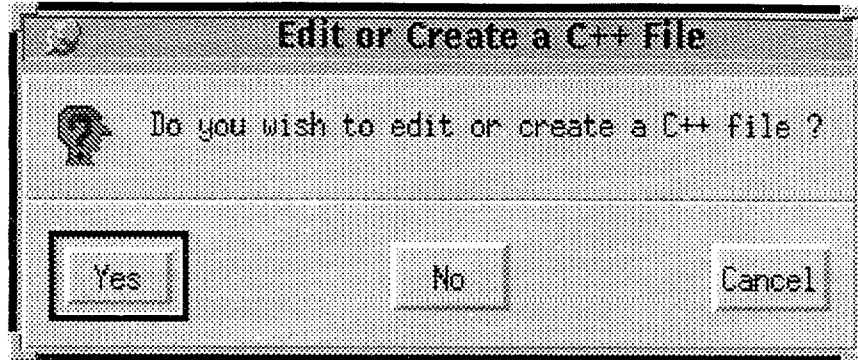 Edit or Create a C++ File
Do you wish to edit or create a C++ file ?
Yes
No
Cancel